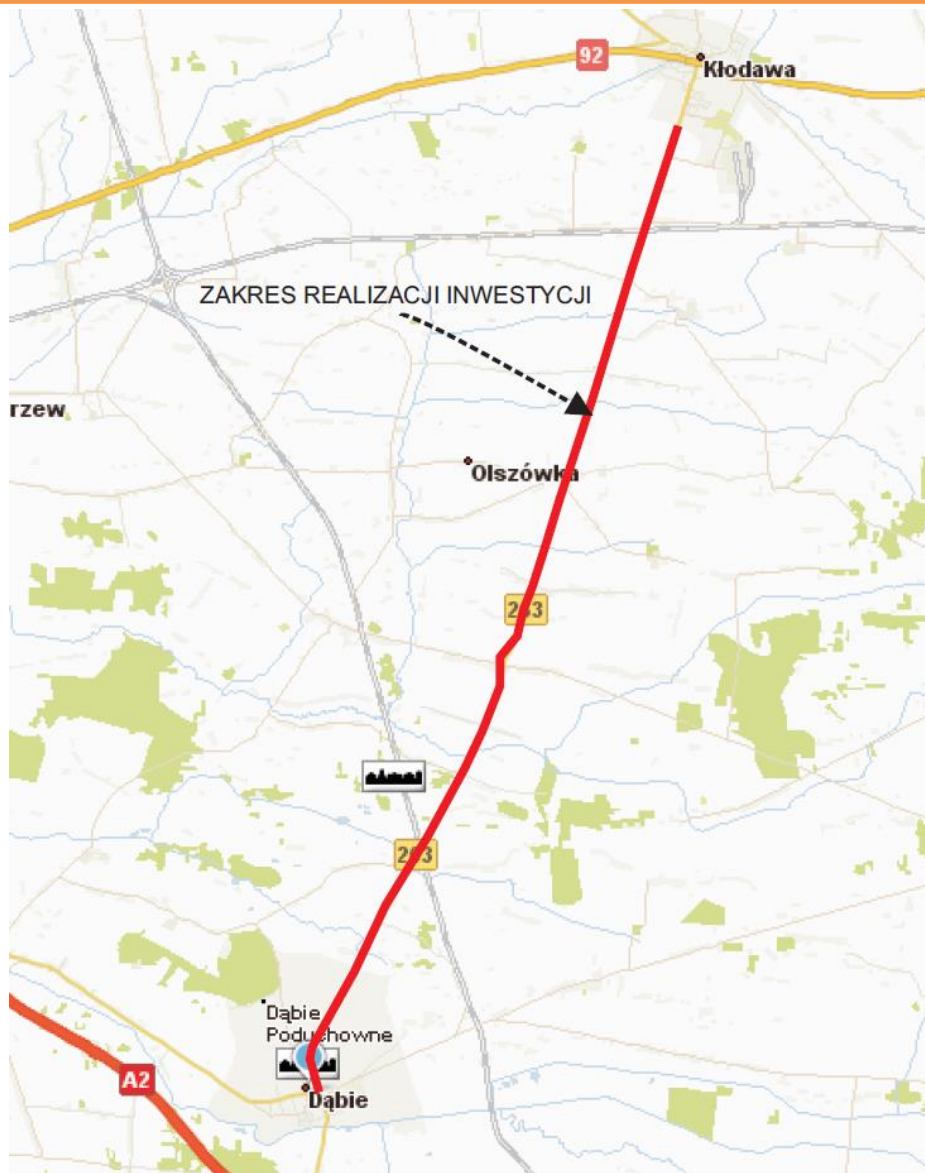 92
Kłodawa
ZAKRES REALIZACJI INWESTYCJI
rzew
Olszówka
263
263
Dąbie
Poduchowne
A2
Dąbie